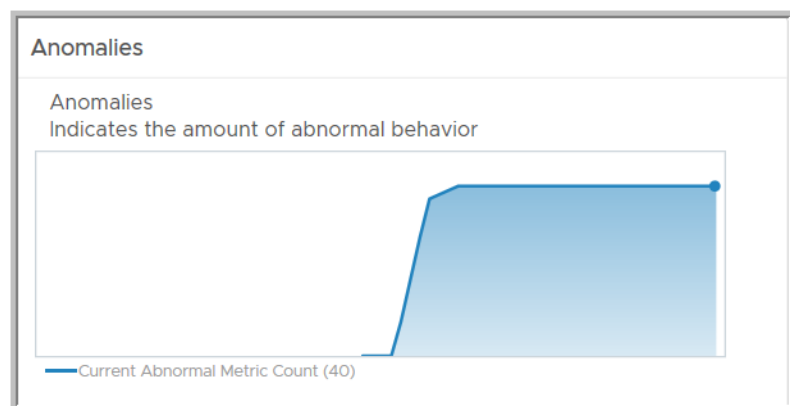 Anomalies
Anomalies
Indicates the amount of abnormal behavior
Current Abnormal Metric Count (40)